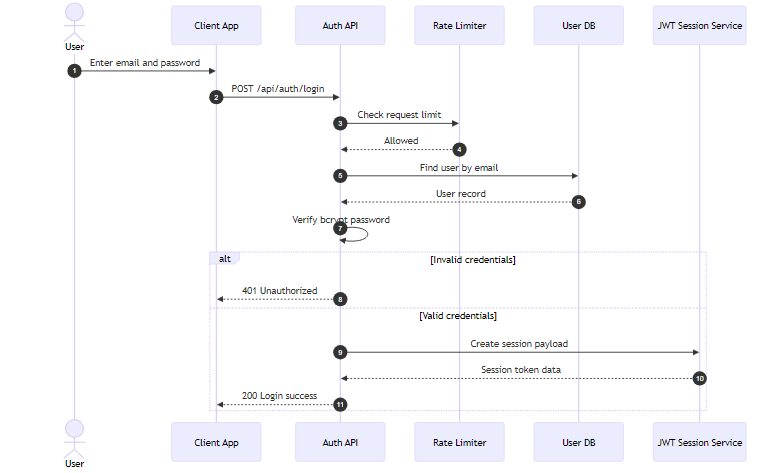 User
Client App
Auth API
Rate Limiter
User DB
JWT Session Service
1 Enter email and password
2 POST /api/auth/login
3 Check request limit
Allowed 4
5 Find user by email
User record 6
Verify bcrypt password
7
alt [Invalid credentials]
401 Unauthorized 8
[Valid credentials]
9 Create session payload
Session token data 10
200 Login success 11
User
Client App
Auth API
Rate Limiter
User DB
JWT Session Service